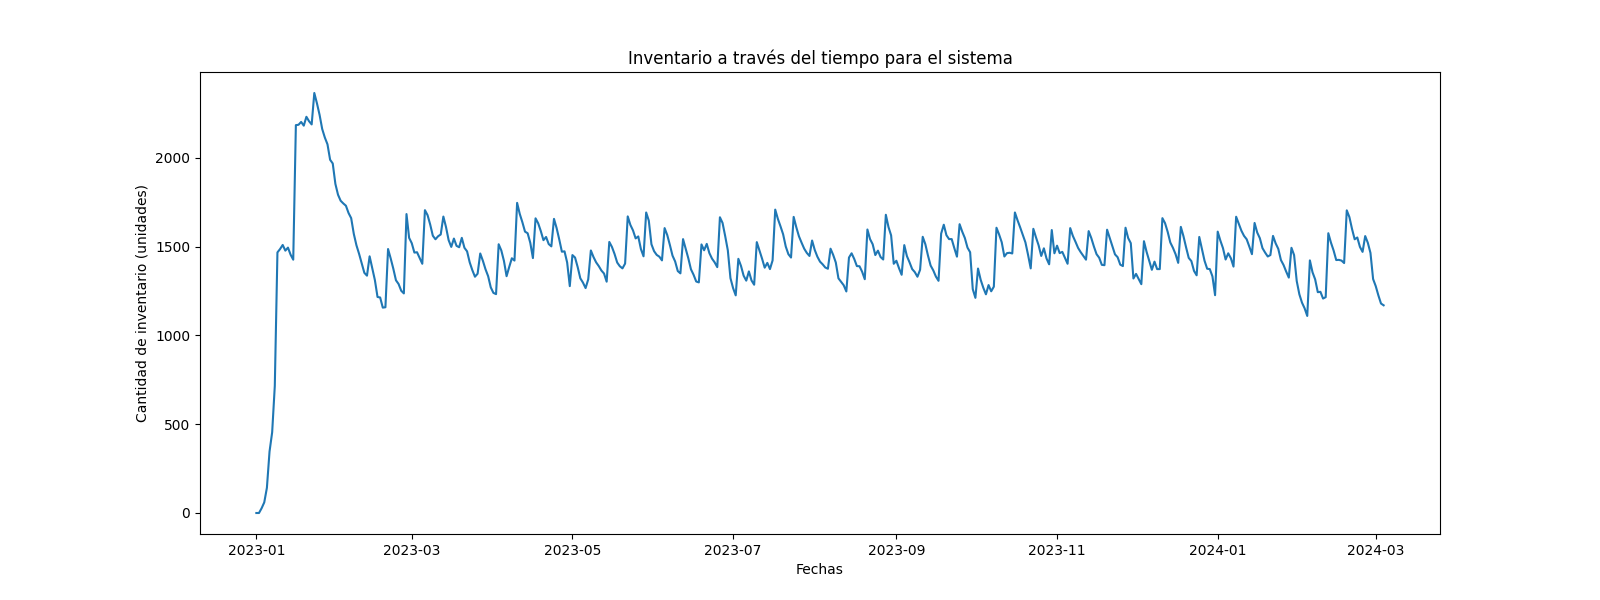 Inventario a través del tiempo para el sistema
Cantidad de inventario (unidades)
2000
1500
1000
500
0
2023-01 2023-03 2023-05 2023-07 2023-09 2023-11 2024-01 2024-03
Fechas